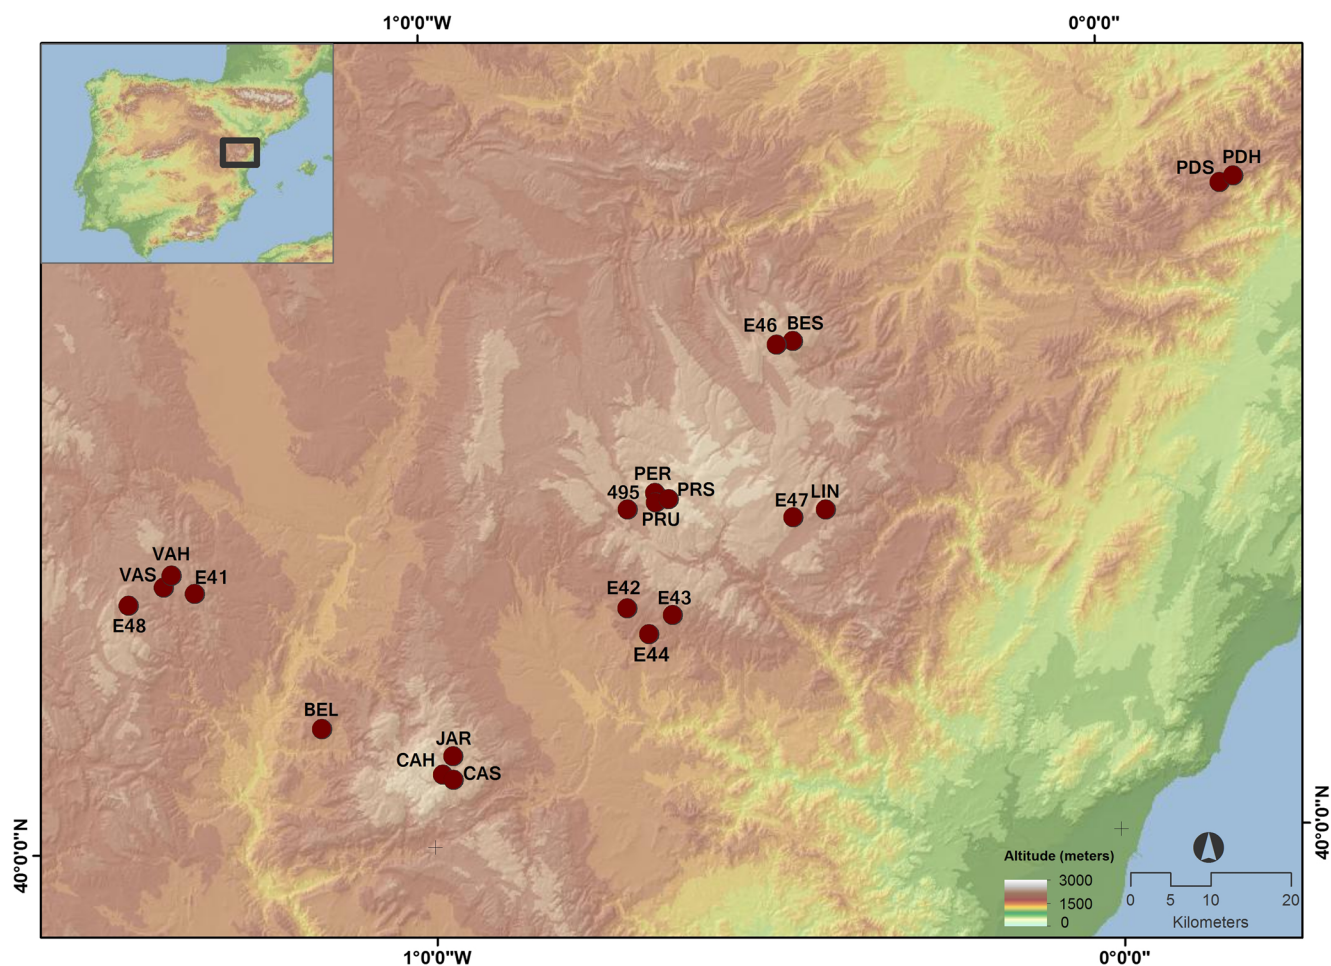 1°0'0"W
0°0'0"
PDH
PDS
E46
BES
PER
495
PRS
PRU
E47
LIN
VAH
VAS
E41
E48
E42
E43
E44
BEL
JAR
CAH
CAS
40°0'0"N
40°0'0"N
Altitude (meters)
3000
1500
0
0 5 10 20
Kilometers
1°0'0"W
0°0'0"